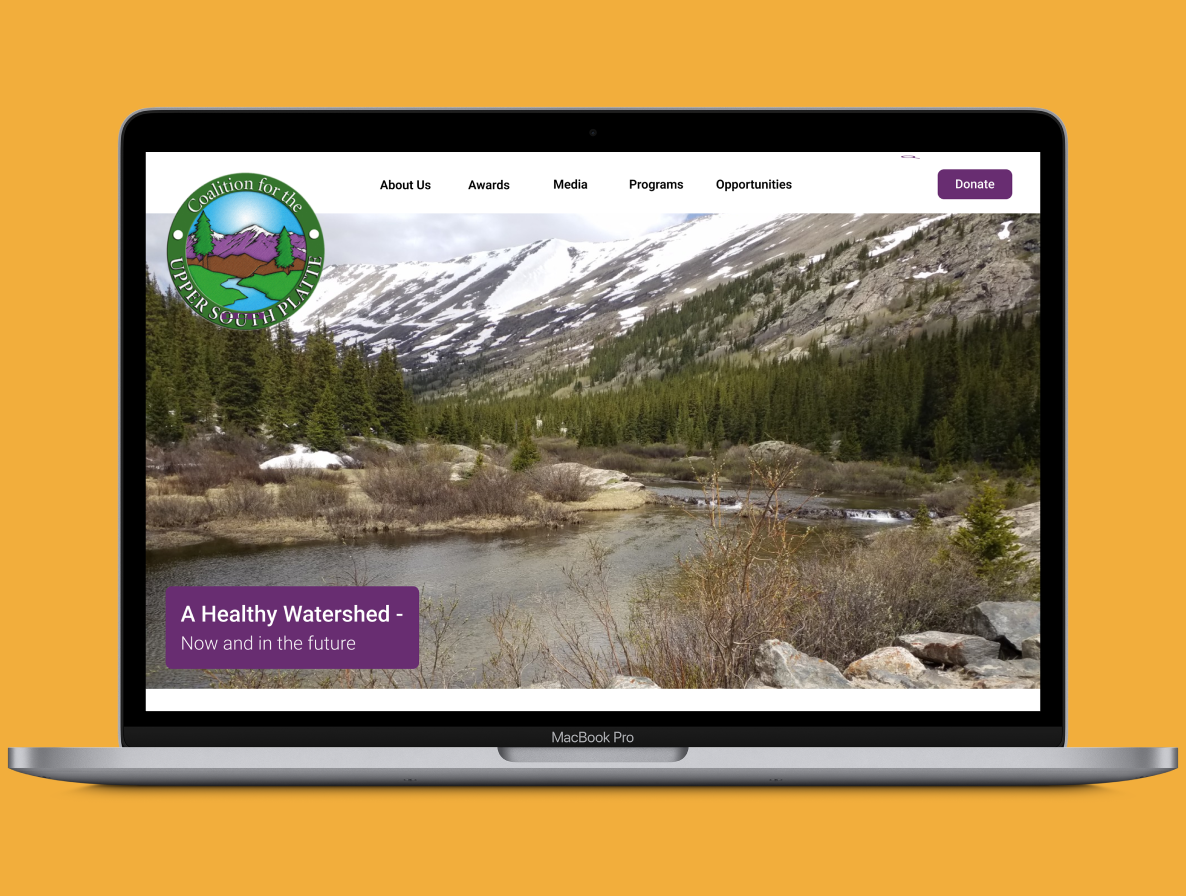 Coalition for the
UPPER SOUTH PLATTE
About Us
Awards
Media
Programs
Opportunities
Donate
A Healthy Watershed -
Now and in the future
MacBook Pro